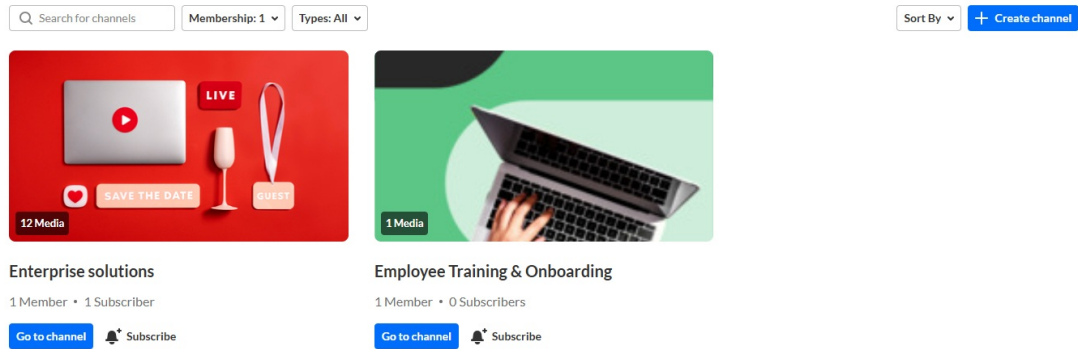 Search for channels
Membership: 1
Types: All
Sort By
+ Create channel
LIVE
SAVE THE DATE
GUEST
12 Media
1 Media
Enterprise solutions
Employee Training & Onboarding
1 Member • 1 Subscriber
1 Member • 0 Subscribers
Go to channel
Subscribe
Go to channel
Subscribe